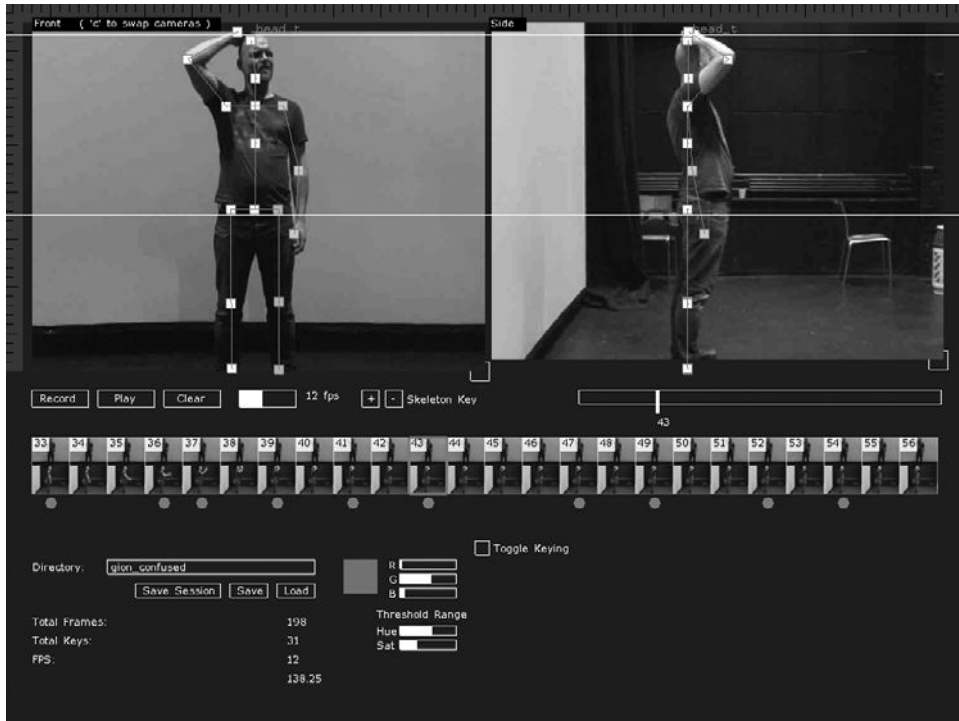 Front ( 'c' to swap cameras )
head_t
Side
head_t
Record Play Clear 12 fps + - Skeleton Key
43
33 34 35 36 37 38 39 40 41 42 43 44 45 46 47 48 49 50 51 52 53 54 55 56
Toggle Keying
Directory: gion_confused
Save Session Save Load
R
G
B
Threshold Range
Hue
Sat
Total Frames: 198
Total Keys: 31
FPS: 12
138.25